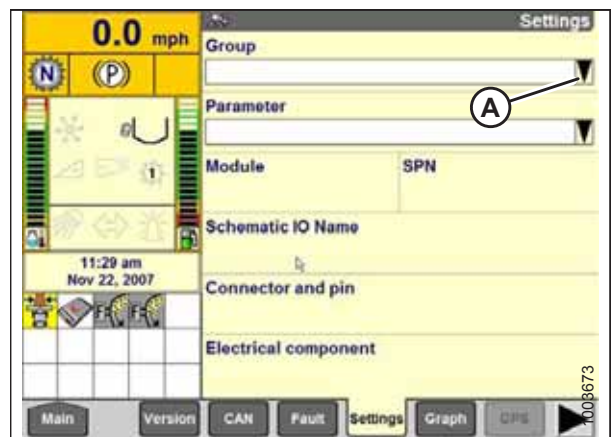 0.0 mph
Settings
N
(P)
Group
A
Parameter
Module
SPN
1
Schematic IO Name
11:29 am
Nov 22, 2007
Connector and pin
Electrical component
Main
Version
CAN
Fault
Settings
Graph
GPS
1003673